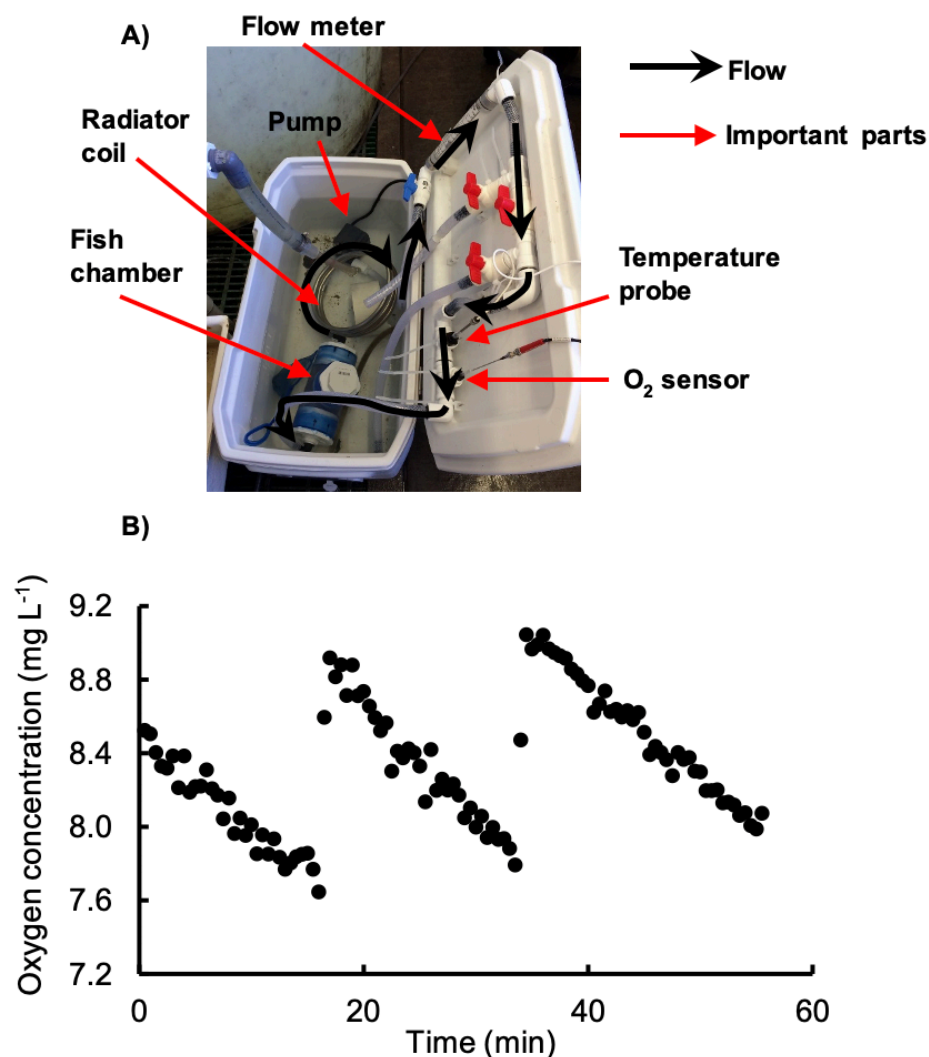 A)
Flow meter
Flow
Radiator
coil
Pump
Important parts
Fish
chamber
Temperature
probe
O₂ sensor
B)
Oxygen concentration (mg L⁻¹)
9.2
8.8
8.4
8.0
7.6
7.2
0
20
40
60
Time (min)